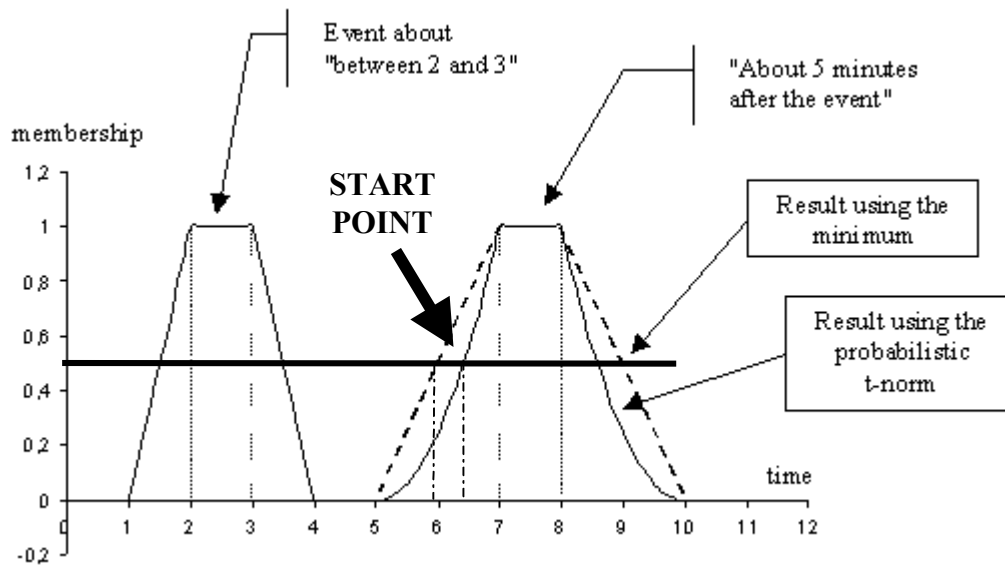 Event about
"between 2 and 3"
"About 5 minutes
after the event"
membership
START
POINT
Result using the
minimum
Result using the
probabilistic
t-norm
time
1,2
1
0,8
0,6
0,4
0,2
0
-0,2
0 1 2 3 4 5 6 7 8 9 10 11 12